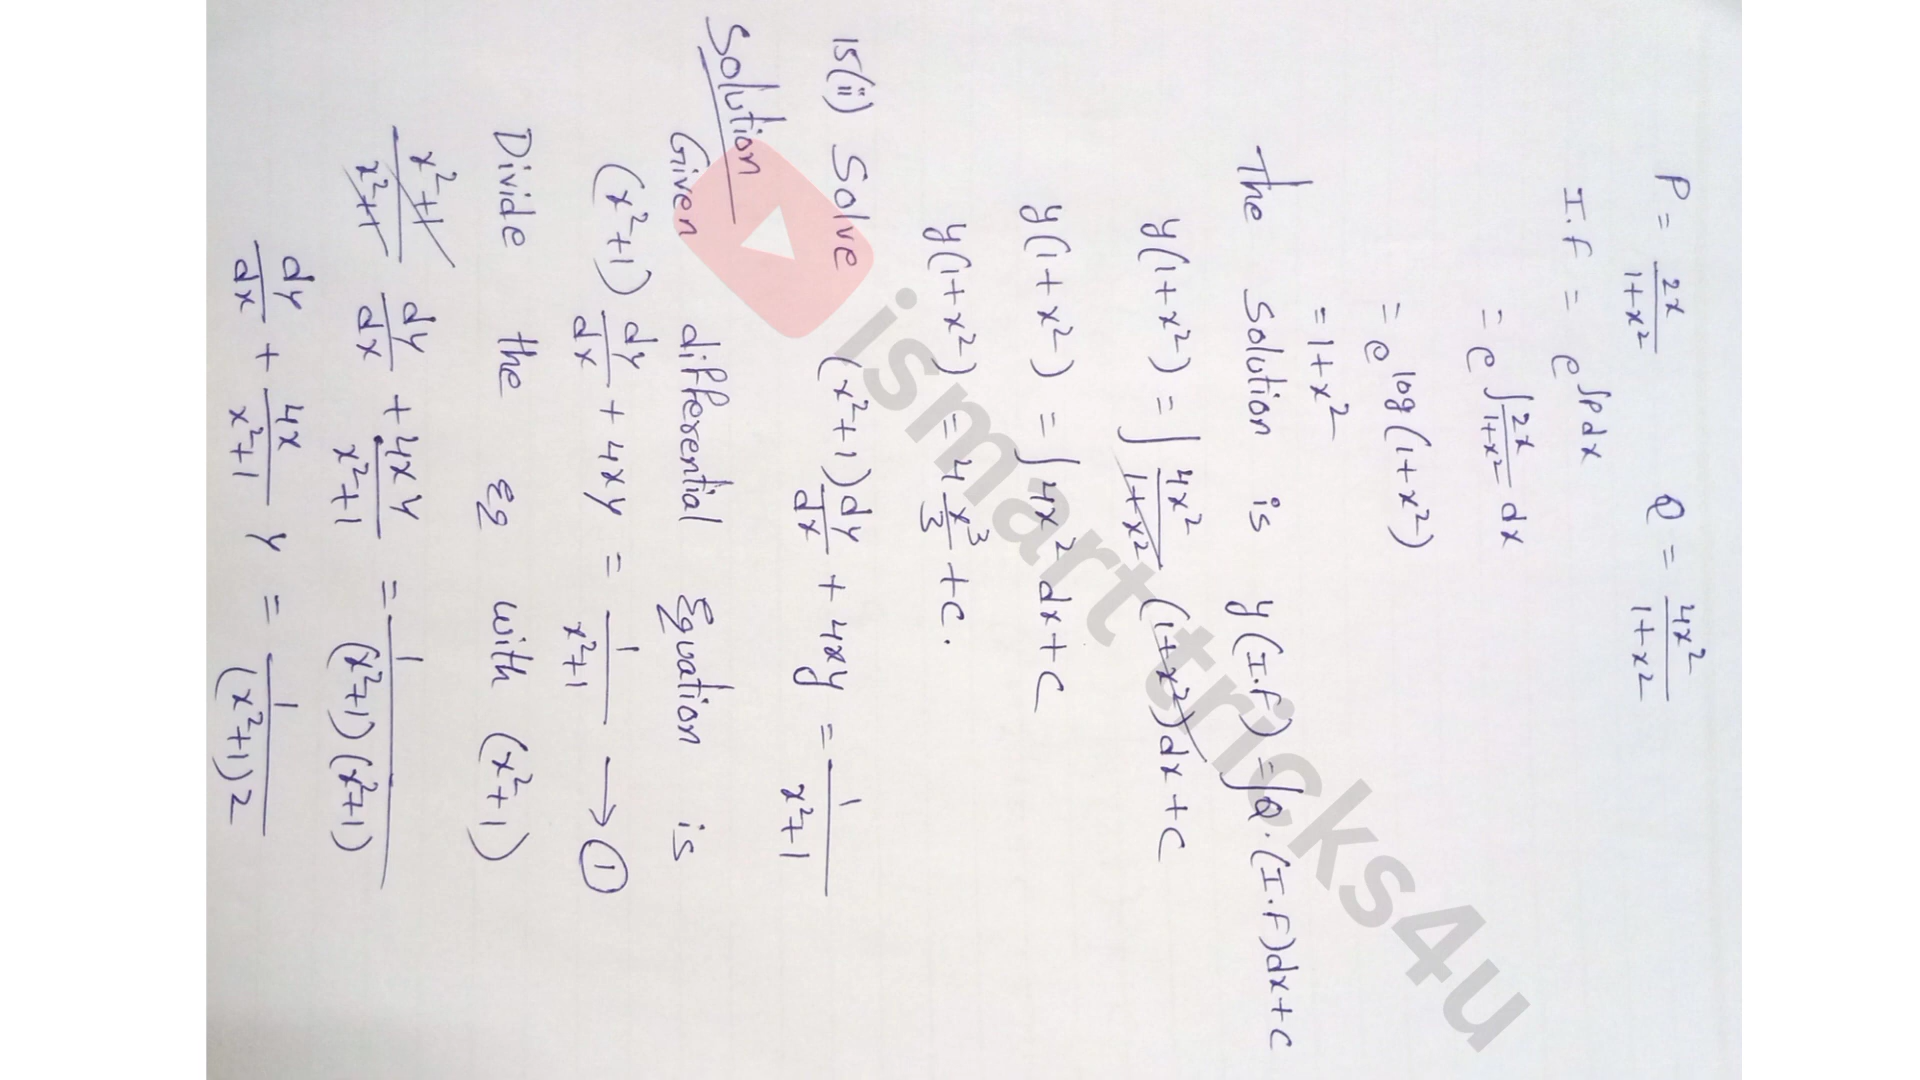 P = 2x/1+x² Q = 4x²/1+x²
I.F = e^∫Pdx
= e^∫2x/1+x² dx
= e^log(1+x²)
= 1+x²
The Solution is y(I.F) = ∫Q.(I.F)dx+C
y(1+x²) = ∫ 4x²/1+x² (1+x²)dx+C
y(1+x²) = ∫4x²dx+C
y(1+x²) = 4 x³/3 +C.
15(ii) Solve (x²+1)dy/dx + 4xy = 1/x²+1
Solution
Given differential Equation is
(x²+1) dy/dx + 4xy = 1/x²+1 → ①
Divide the Eq with (x²+1)
x²+1/x²+1 dy/dx + 4xy/x²+1 = 1/(x²+1)(x²+1)
dy/dx + 4x/x²+1 y = 1/(x²+1)2
ismart tricks4u